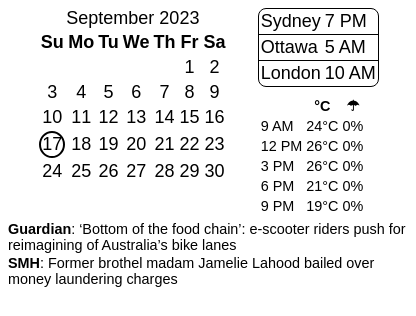 September 2023
Su Mo Tu We Th Fr Sa
1 2
3 4 5 6 7 8 9
10 11 12 13 14 15 16
17 18 19 20 21 22 23
24 25 26 27 28 29 30
Sydney 7 PM
Ottawa 5 AM
London 10 AM
°C ☂
9 AM 24°C 0%
12 PM 26°C 0%
3 PM 26°C 0%
6 PM 21°C 0%
9 PM 19°C 0%
Guardian: ‘Bottom of the food chain’: e-scooter riders push for
reimagining of Australia’s bike lanes
SMH: Former brothel madam Jamelie Lahood bailed over
money laundering charges